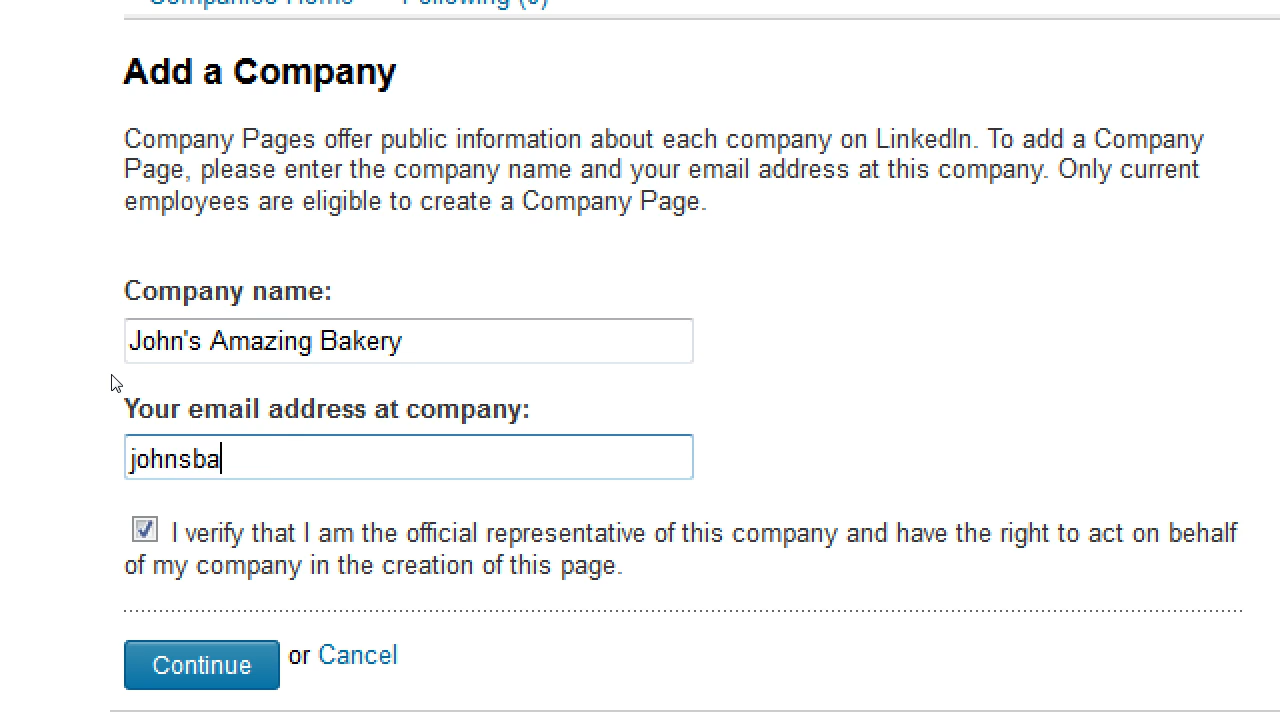 Companies Home Following (0)
Add a Company
Company Pages offer public information about each company on LinkedIn. To add a Company
Page, please enter the company name and your email address at this company. Only current
employees are eligible to create a Company Page.
Company name:
John's Amazing Bakery
Your email address at company:
johnsba
I verify that I am the official representative of this company and have the right to act on behalf
of my company in the creation of this page.
Continue or Cancel